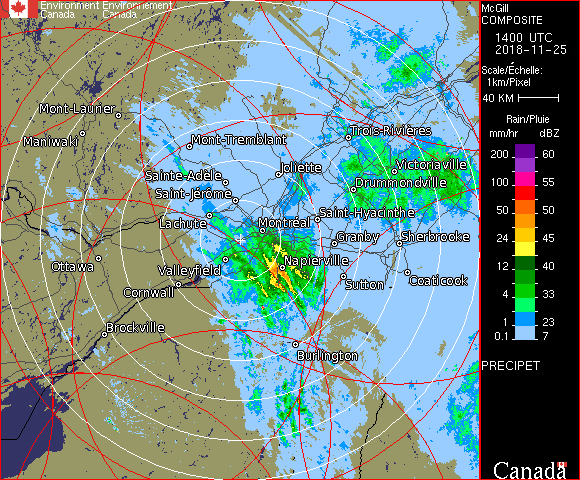 Environment Environnement
Canada Canada
McGill
COMPOSITE
1400 UTC
2018-11-25
Scale/Échelle:
1km/Pixel
40 KM
Rain/Pluie
mm/hr dBZ
200 60
100 55
50 50
24 45
12 40
4 33
1 23
0.1 7
PRECIPET
Canada
Mont-Laurier
Maniwaki
Mont-Tremblant
Trois-Rivières
Joliette
Victoriaville
Sainte-Adèle
Drummondville
Saint-Jérôme
Saint-Hyacinthe
Lachute
Montréal
Granby
Sherbrooke
Ottawa
Valleyfield
Napierville
Coaticook
Sutton
Cornwall
Brockville
Burlington